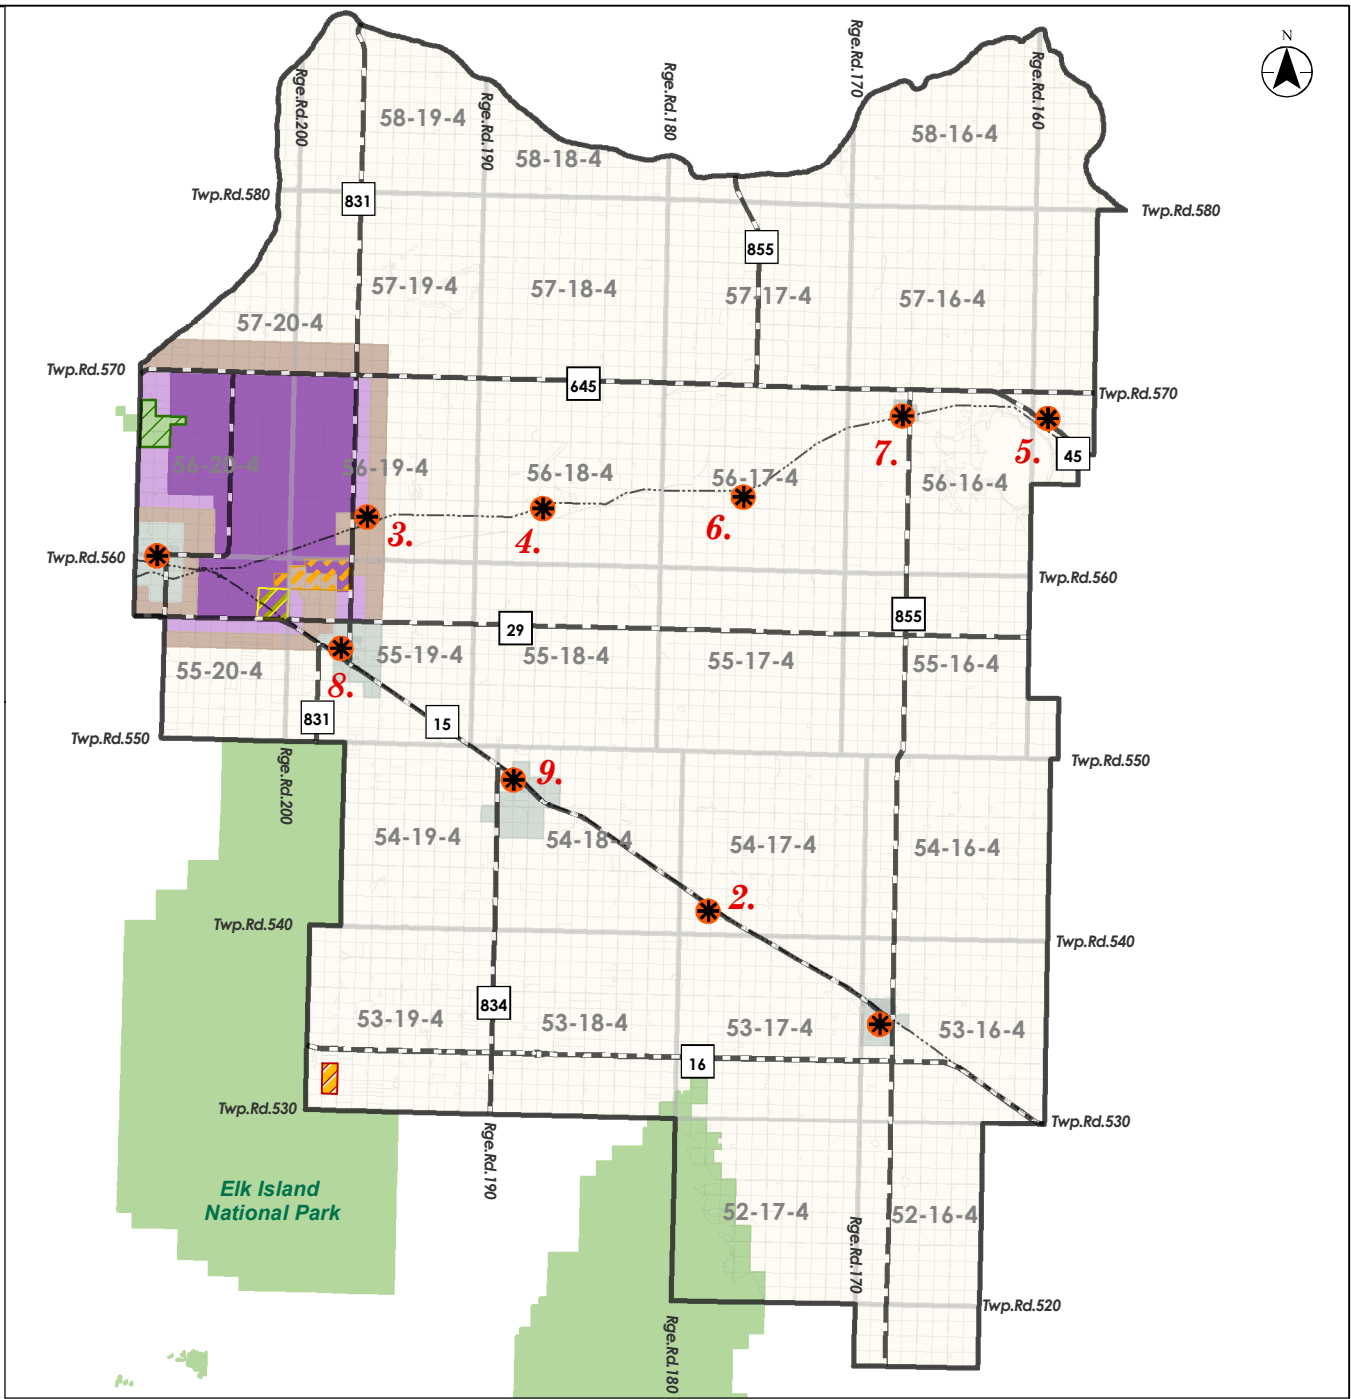 N
Rge.Rd.200
Rge.Rd.190
Rge.Rd.180
Rge.Rd.170
Rge.Rd.160
58-19-4
58-18-4
58-16-4
Twp.Rd.580
831
Twp.Rd.580
855
57-19-4
57-18-4
57-17-4
57-16-4
57-20-4
Twp.Rd.570
645
Twp.Rd.570
7.
5.
45
56-20-4
56-19-4
56-18-4
56-17-4
56-16-4
3.
4.
6.
Twp.Rd.560
Twp.Rd.560
855
29
55-20-4
55-19-4
55-18-4
55-17-4
55-16-4
8.
831
15
Twp.Rd.550
Twp.Rd.550
Rge.Rd.200
9.
54-19-4
54-18-4
54-17-4
54-16-4
2.
Twp.Rd.540
Twp.Rd.540
834
53-19-4
53-18-4
53-17-4
53-16-4
16
Twp.Rd.530
Twp.Rd.530
Rge.Rd.190
Elk Island
National Park
52-17-4
52-16-4
Rge.Rd.170
Twp.Rd.520
Rge.Rd.180